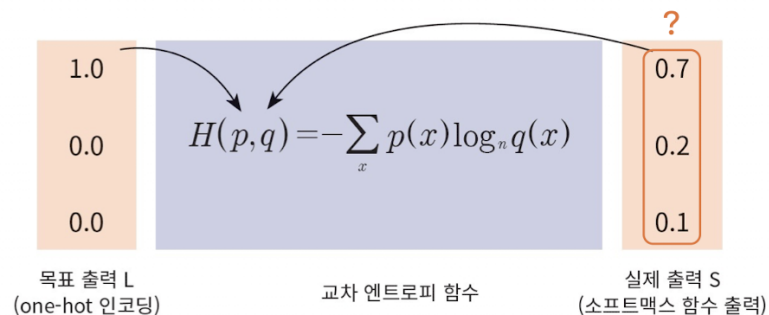 ?
1.0
0.0
0.0
H(p,q)=-∑ₓ p(x)logₙq(x)
0.7
0.2
0.1
목표 출력 L
(one-hot 인코딩)
교차 엔트로피 함수
실제 출력 S
(소프트맥스 함수 출력)